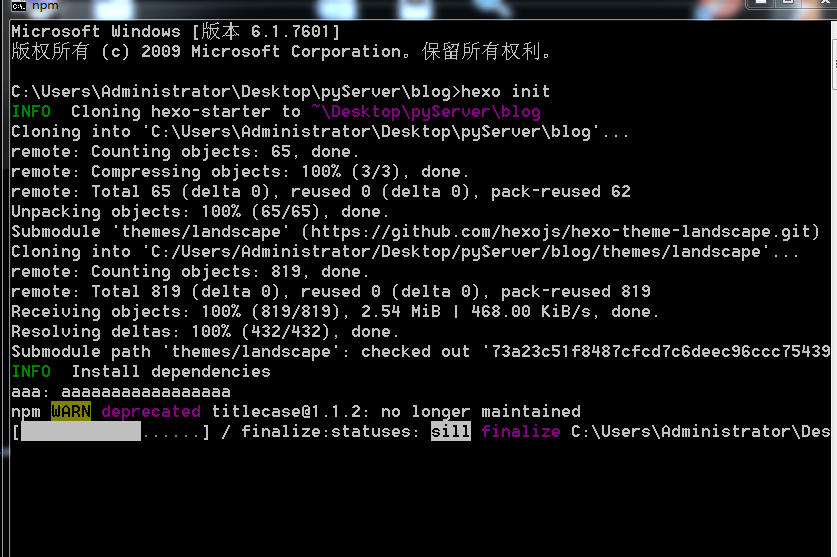 npm
Microsoft Windows [版本 6.1.7601]
版权所有 (c) 2009 Microsoft Corporation。保留所有权利。
C:\Users\Administrator\Desktop\pyServer\blog>hexo init
INFO  Cloning hexo-starter to ~\Desktop\pyServer\blog
Cloning into 'C:\Users\Administrator\Desktop\pyServer\blog'...
remote: Counting objects: 65, done.
remote: Compressing objects: 100% (3/3), done.
remote: Total 65 (delta 0), reused 0 (delta 0), pack-reused 62
Unpacking objects: 100% (65/65), done.
Submodule 'themes/landscape' (https://github.com/hexojs/hexo-theme-landscape.git)
Cloning into 'C:/Users/Administrator/Desktop/pyServer/blog/themes/landscape'...
remote: Counting objects: 819, done.
remote: Total 819 (delta 0), reused 0 (delta 0), pack-reused 819
Receiving objects: 100% (819/819), 2.54 MiB | 468.00 KiB/s, done.
Resolving deltas: 100% (432/432), done.
Submodule path 'themes/landscape': checked out '73a23c51f8487cfcd7c6deec96ccc75439
INFO  Install dependencies
aaa: aaaaaaaaaaaaaaaaa
npm WARN deprecated titlecase@1.1.2: no longer maintained
[            ......] / finalize:statuses: sill finalize C:\Users\Administrator\Des